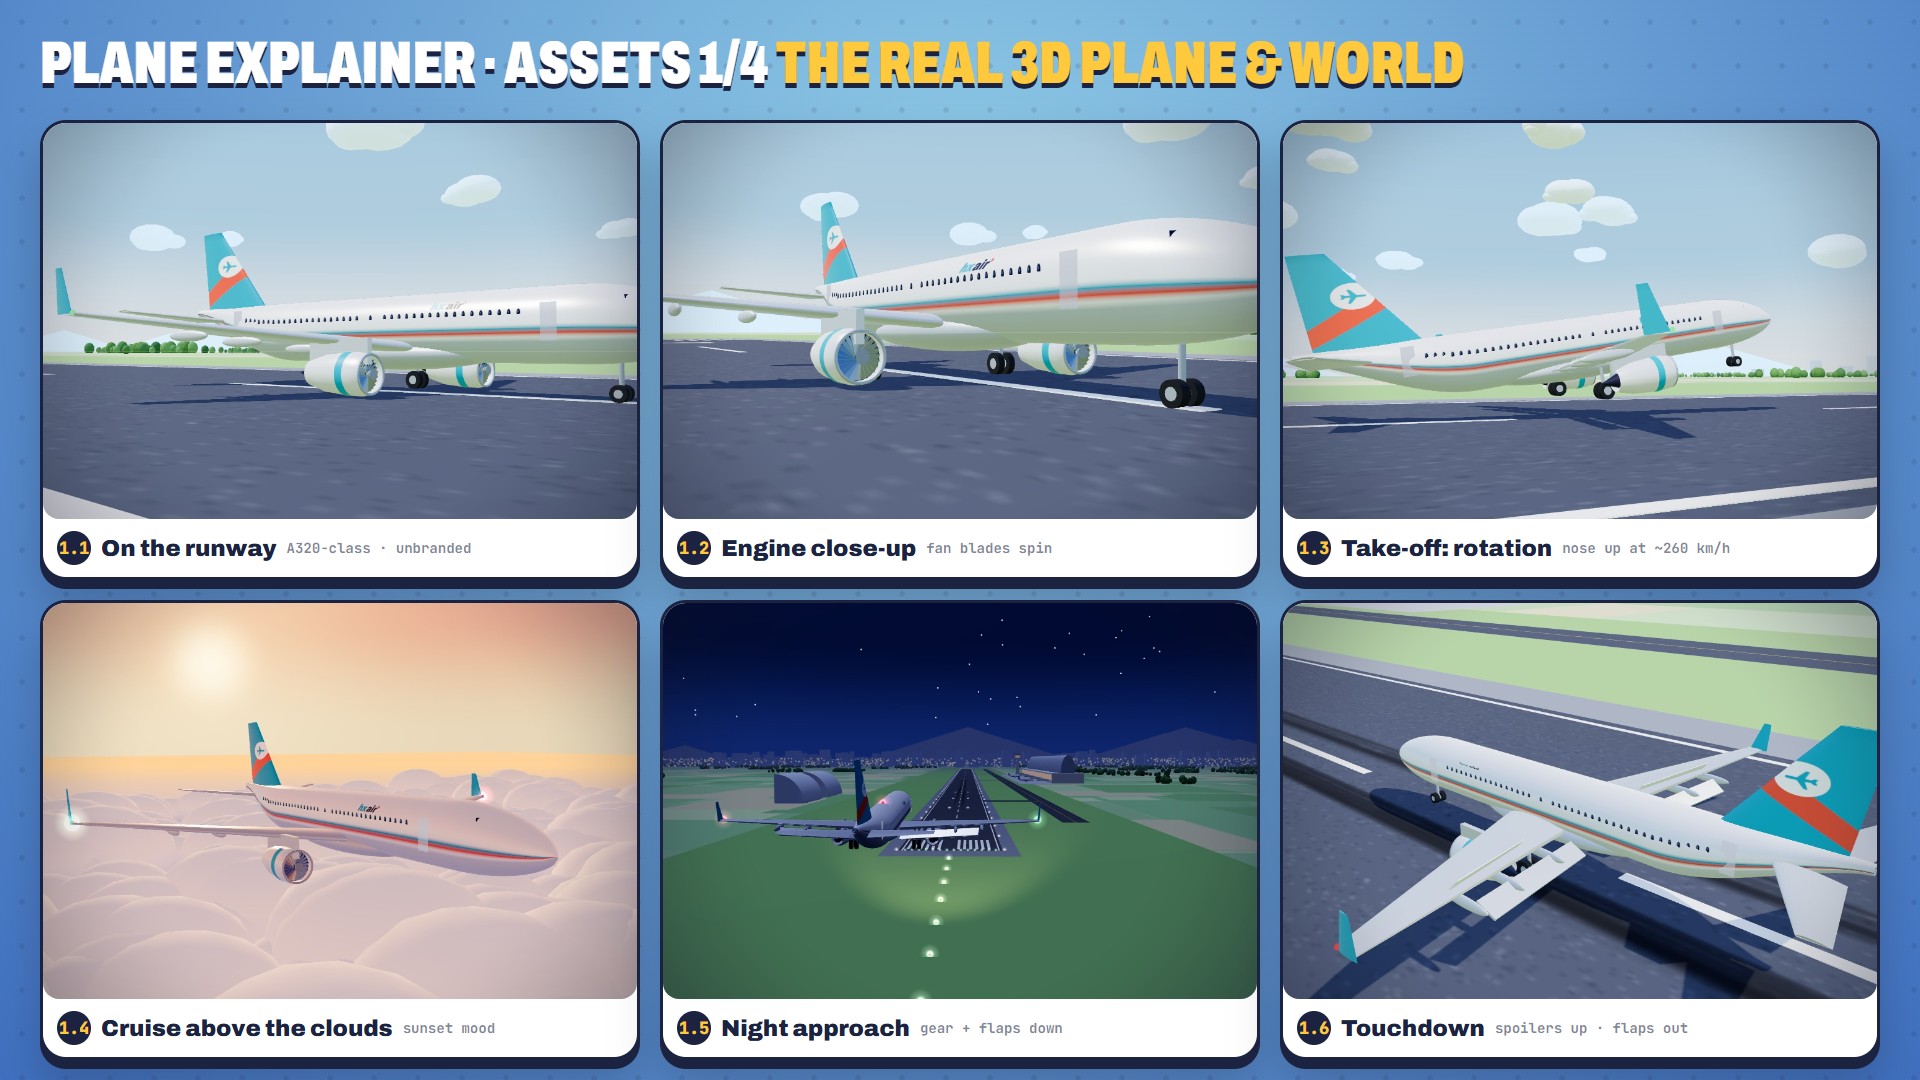 PLANE EXPLAINER · ASSETS 1/4 THE REAL 3D PLANE & WORLD
hxair
hxair
1.1 On the runway A320-class · unbranded
1.2 Engine close-up fan blades spin
1.3 Take-off: rotation nose up at ~260 km/h
hxair
1.4 Cruise above the clouds sunset mood
1.5 Night approach gear + flaps down
1.6 Touchdown spoilers up · flaps out